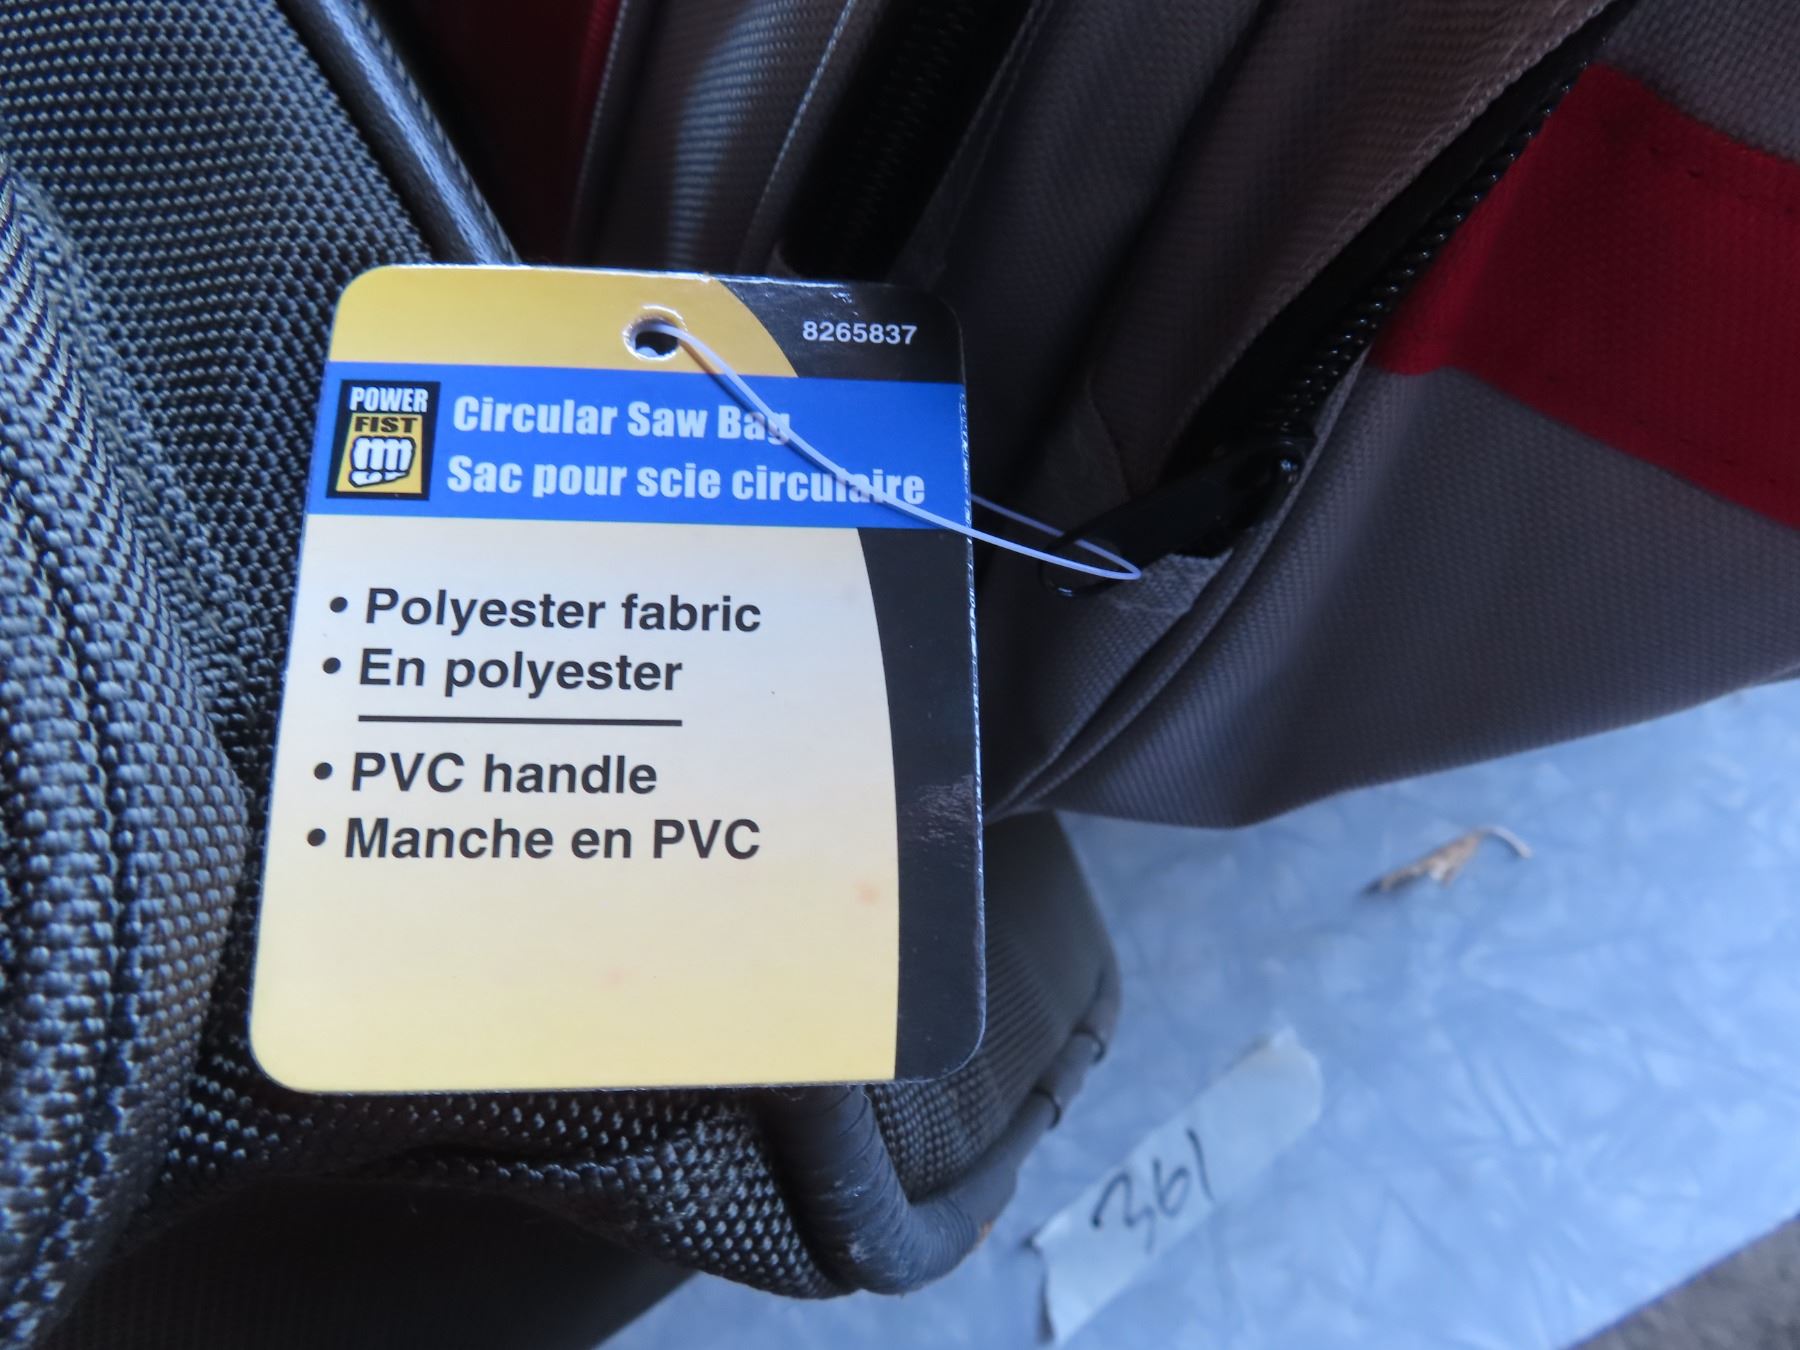 8265837
POWER
FIST
Circular Saw Bag
Sac pour scie circulaire
• Polyester fabric
• En polyester
• PVC handle
• Manche en PVC
361